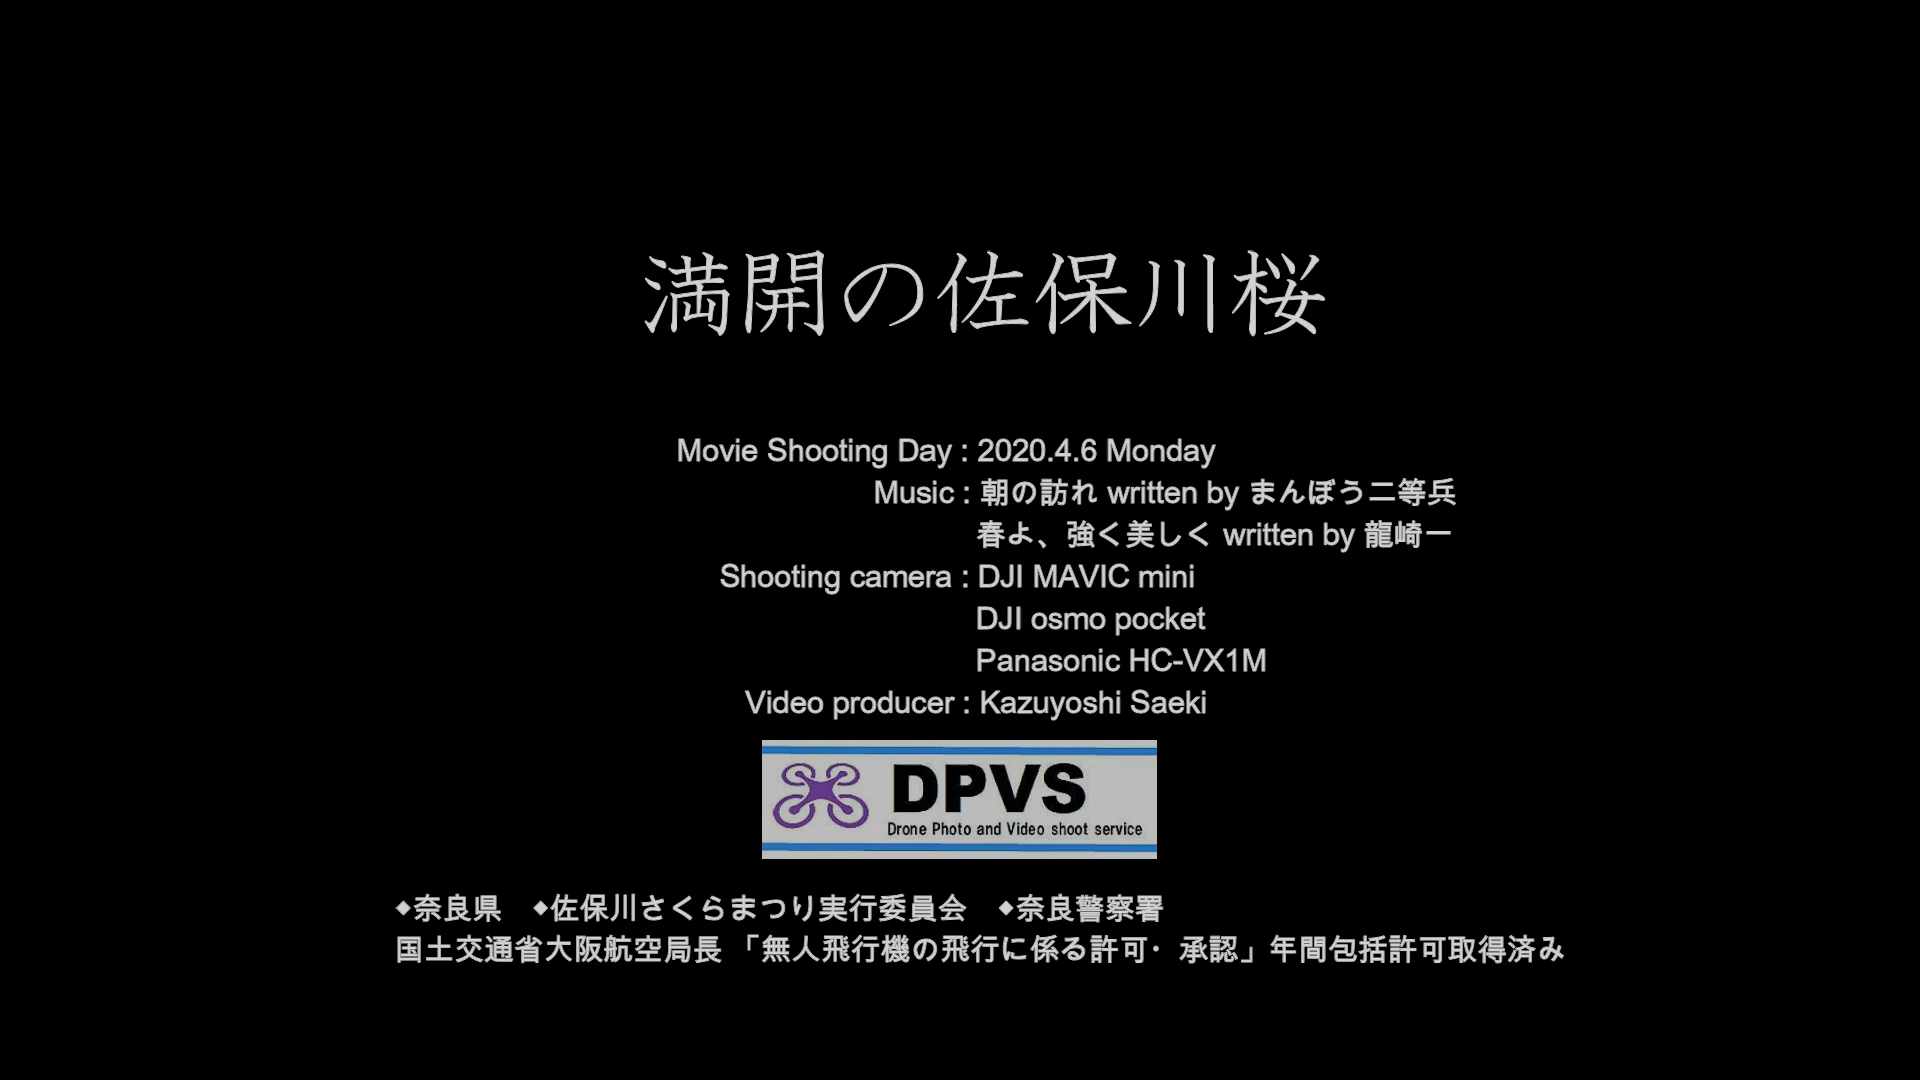 満開の佐保川桜
Movie Shooting Day : 2020.4.6 Monday
Music : 朝の訪れ written by まんぼう二等兵
春よ、強く美しく written by 龍崎一
Shooting camera : DJI MAVIC mini
DJI osmo pocket
Panasonic HC-VX1M
Video producer : Kazuyoshi Saeki
DPVS
Drone Photo and Video shoot service
◆奈良県　◆佐保川さくらまつり実行委員会　◆奈良警察署
国土交通省大阪航空局長 「無人飛行機の飛行に係る許可・承認」年間包括許可取得済み